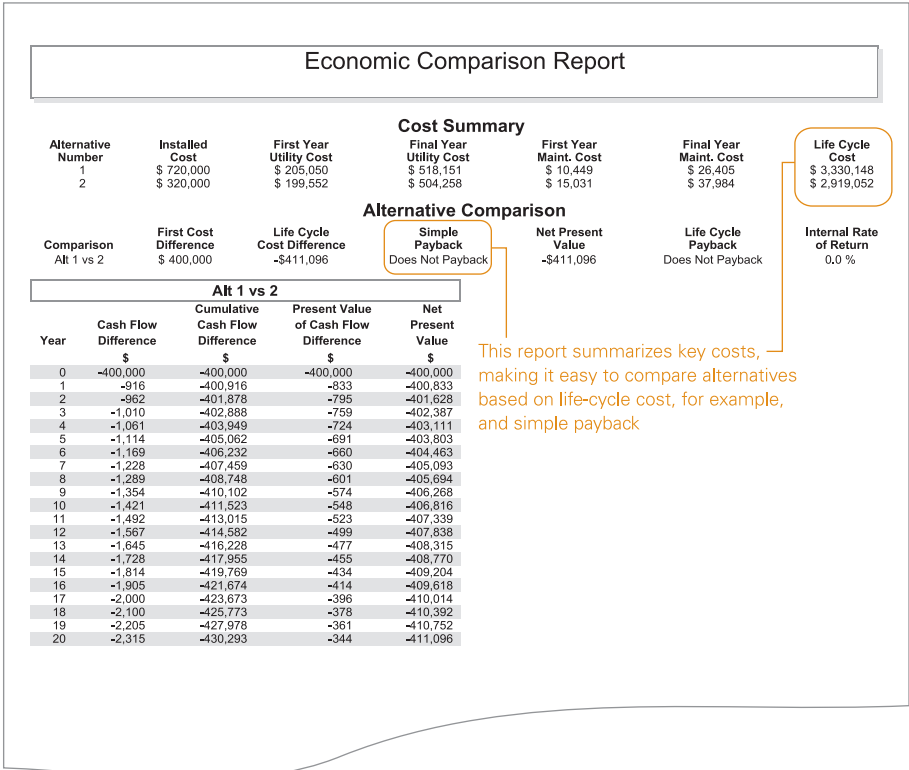 Economic Comparison Report
Cost Summary
Alternative Number Installed Cost First Year Utility Cost Final Year Utility Cost First Year Maint. Cost Final Year Maint. Cost Life Cycle Cost
1 $ 720,000 $ 205,050 $ 518,151 $ 10,449 $ 26,405 $ 3,330,148
2 $ 320,000 $ 199,552 $ 504,258 $ 15,031 $ 37,984 $ 2,919,052
Alternative Comparison
Comparison First Cost Difference Life Cycle Cost Difference Simple Payback Net Present Value Life Cycle Payback Internal Rate of Return
Alt 1 vs 2 $ 400,000 -$411,096 Does Not Payback -$411,096 Does Not Payback 0.0 %
Alt 1 vs 2
Year Cash Flow Difference Cumulative Cash Flow Difference Present Value of Cash Flow Difference Net Present Value
$ $ $ $
0 -400,000 -400,000 -400,000 -400,000
1 -916 -400,916 -833 -400,833
2 -962 -401,878 -795 -401,628
3 -1,010 -402,888 -759 -402,387
4 -1,061 -403,949 -724 -403,111
5 -1,114 -405,062 -691 -403,803
6 -1,169 -406,232 -660 -404,463
7 -1,228 -407,459 -630 -405,093
8 -1,289 -408,748 -601 -405,694
9 -1,354 -410,102 -574 -406,268
10 -1,421 -411,523 -548 -406,816
11 -1,492 -413,015 -523 -407,339
12 -1,567 -414,582 -499 -407,838
13 -1,645 -416,228 -477 -408,315
14 -1,728 -417,955 -455 -408,770
15 -1,814 -419,769 -434 -409,204
16 -1,905 -421,674 -414 -409,618
17 -2,000 -423,673 -396 -410,014
18 -2,100 -425,773 -378 -410,392
19 -2,205 -427,978 -361 -410,752
20 -2,315 -430,293 -344 -411,096
This report summarizes key costs,
making it easy to compare alternatives
based on life-cycle cost, for example,
and simple payback